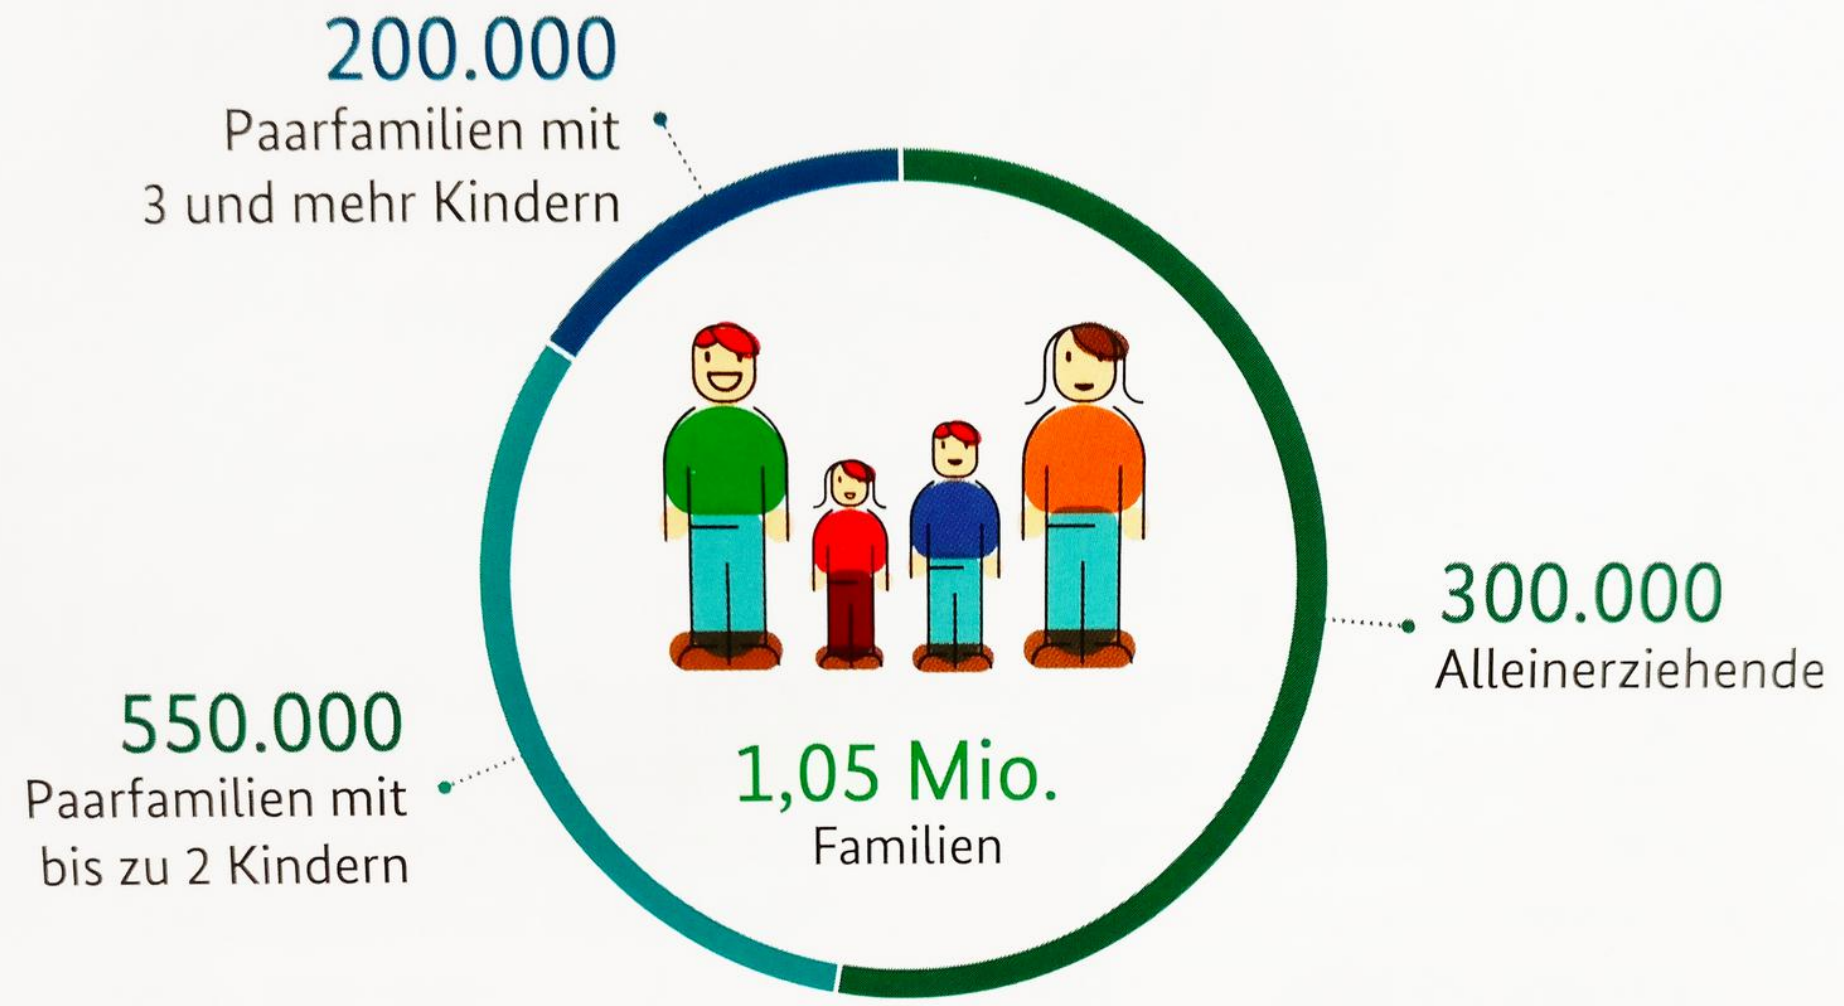 200.000
Paarfamilien mit
3 und mehr Kindern
300.000
Alleinerziehende
550.000
Paarfamilien mit
bis zu 2 Kindern
1,05 Mio.
Familien